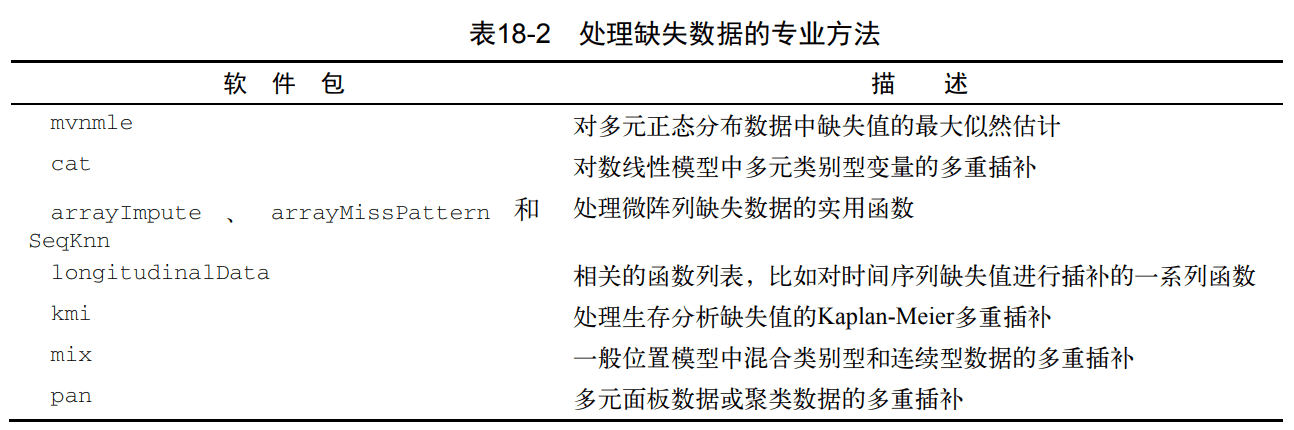 表18-2 处理缺失数据的专业方法
软 件 包 描 述
mvnmle 对多元正态分布数据中缺失值的最大似然估计
cat 对数线性模型中多元类别型变量的多重插补
arrayImpute 、 arrayMissPattern 和 处理微阵列缺失数据的实用函数
SeqKnn
longitudinalData 相关的函数列表，比如对时间序列缺失值进行插补的一系列函数
kmi 处理生存分析缺失值的Kaplan-Meier多重插补
mix 一般位置模型中混合类别型和连续型数据的多重插补
pan 多元面板数据或聚类数据的多重插补